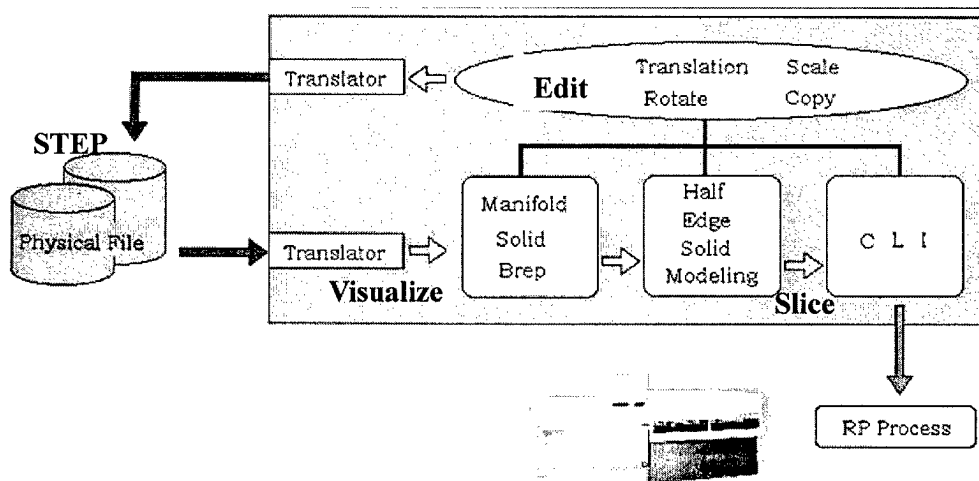 Translator
Edit
Translation Scale
Rotate Copy
STEP
Physical File
Translator
Visualize
Manifold
Solid
Brep
Half
Edge
Solid
Modeling
Slice
C L I
RP Process